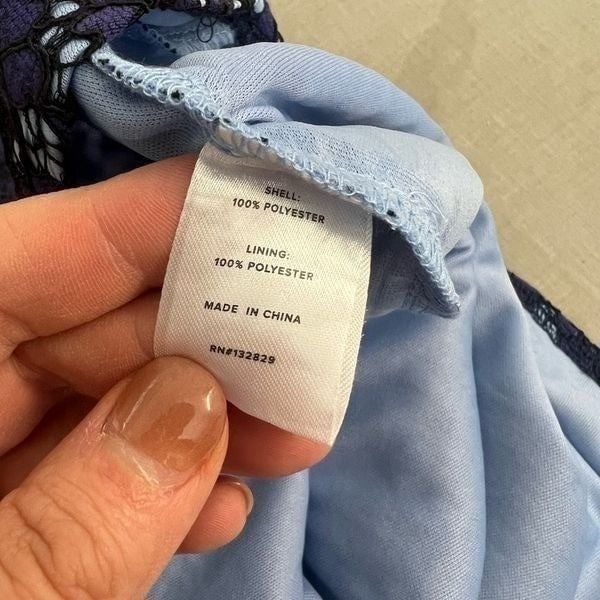 SHELL:
100% POLYESTER
LINING:
100% POLYESTER
MADE IN CHINA
RN#132829